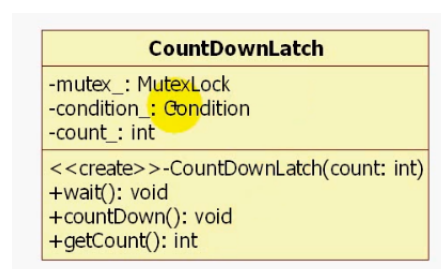 CountDownLatch
-mutex_: MutexLock
-condition_: Condition
-count_: int
<<create>>-CountDownLatch(count: int)
+wait(): void
+countDown(): void
+getCount(): int